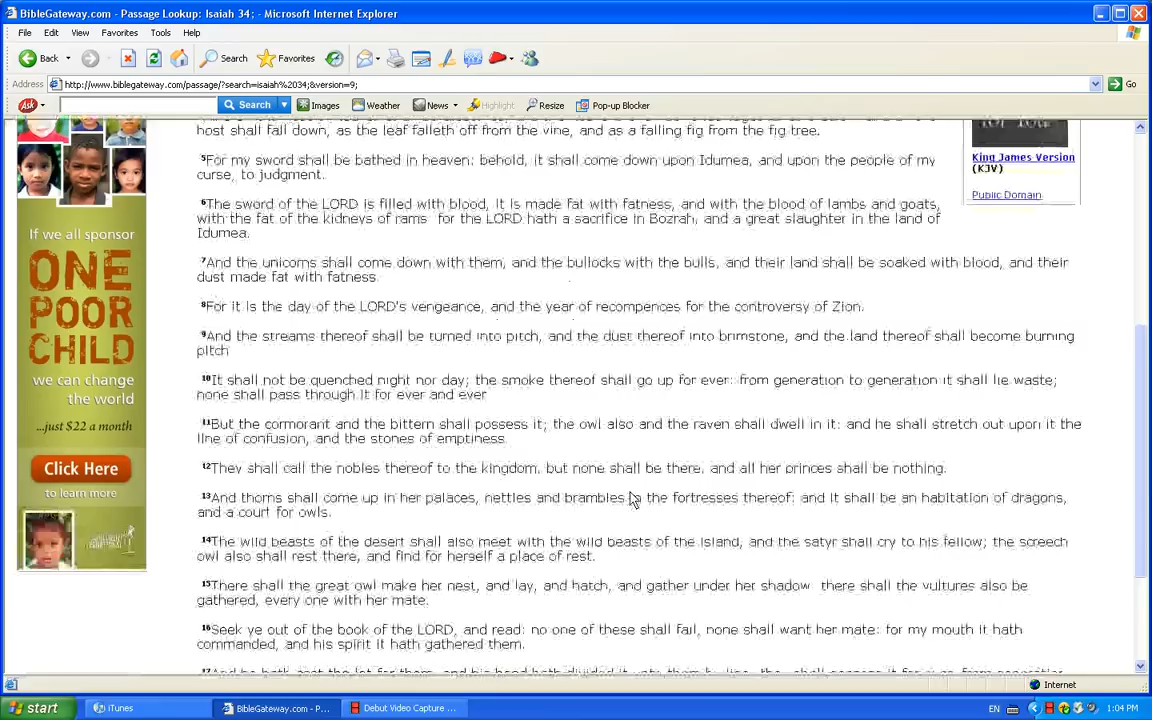 BibleGateway.com - Passage Lookup: Isaiah 34; - Microsoft Internet Explorer
File Edit View Favorites Tools Help
Back Search Favorites
Address http://www.biblegateway.com/passage/?search=isaiah%2034;&version=9; Go
Ask Search Images Weather News Highlight Resize Pop-up Blocker
host shall fall down, as the leaf falleth off from the vine, and as a falling fig from the fig tree.
5For my sword shall be bathed in heaven: behold, it shall come down upon Idumea, and upon the people of my
curse, to judgment.
6The sword of the LORD is filled with blood, it is made fat with fatness, and with the blood of lambs and goats,
with the fat of the kidneys of rams for the LORD hath a sacrifice in Bozrah, and a great slaughter in the land of
Idumea.
7And the unicorns shall come down with them, and the bullocks with the bulls, and their land shall be soaked with blood, and their
dust made fat with fatness.
8For it is the day of the LORD's vengeance, and the year of recompences for the controversy of Zion.
9And the streams thereof shall be turned into pitch, and the dust thereof into brimstone, and the land thereof shall become burning
pitch
10It shall not be quenched night nor day; the smoke thereof shall go up for ever: from generation to generation it shall lie waste;
none shall pass through it for ever and ever
11But the cormorant and the bittern shall possess it; the owl also and the raven shall dwell in it: and he shall stretch out upon it the
line of confusion, and the stones of emptiness.
12They shall call the nobles thereof to the kingdom, but none shall be there, and all her princes shall be nothing.
13And thorns shall come up in her palaces, nettles and brambles in the fortresses thereof: and it shall be an habitation of dragons,
and a court for owls.
14The wild beasts of the desert shall also meet with the wild beasts of the island, and the satyr shall cry to his fellow; the screech
owl also shall rest there, and find for herself a place of rest.
15There shall the great owl make her nest, and lay, and hatch, and gather under her shadow there shall the vultures also be
gathered, every one with her mate.
16Seek ye out of the book of the LORD, and read: no one of these shall fail, none shall want her mate: for my mouth it hath
commanded, and his spirit it hath gathered them.
King James Version
(KJV)
Public Domain
If we all sponsor
ONE
POOR
CHILD
we can change
the world
...just $22 a month
Click Here
to learn more
Internet
start iTunes BibleGateway.com - P... Debut Video Capture ... EN 1:04 PM